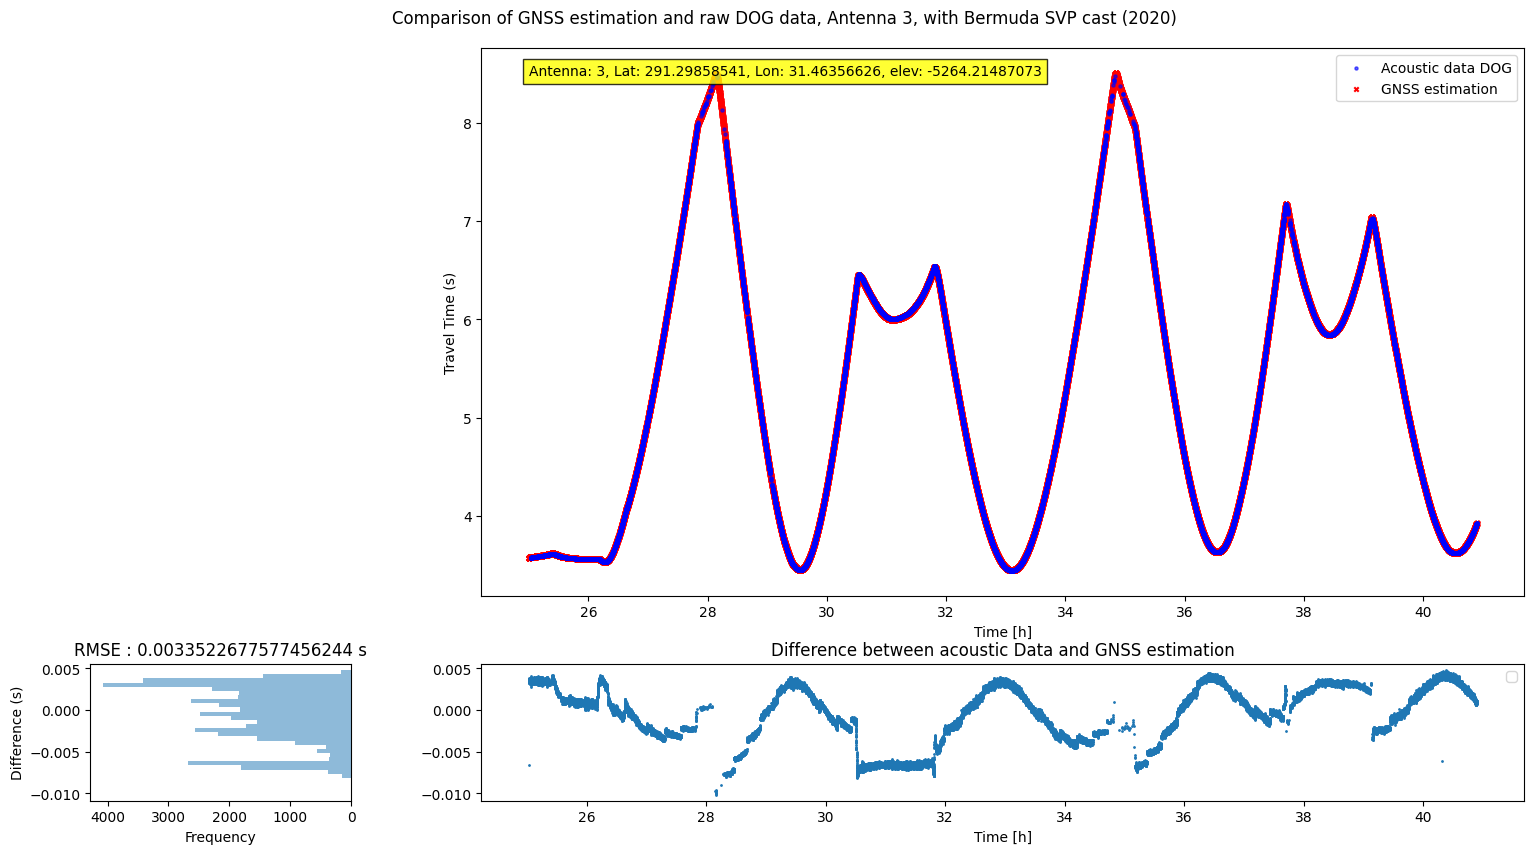 Comparison of GNSS estimation and raw DOG data, Antenna 3, with Bermuda SVP cast (2020)
Antenna: 3, Lat: 291.29858541, Lon: 31.46356626, elev: -5264.21487073
Acoustic data DOG
GNSS estimation
Travel Time (s)
8
7
6
5
4
26 28 30 32 34 36 38 40
Time [h]
RMSE : 0.0033522677577456244 s
Difference (s)
0.005
0.000
−0.005
−0.010
4000 3000 2000 1000 0
Frequency
Difference between acoustic Data and GNSS estimation
0.005
0.000
−0.005
−0.010
26 28 30 32 34 36 38 40
Time [h]